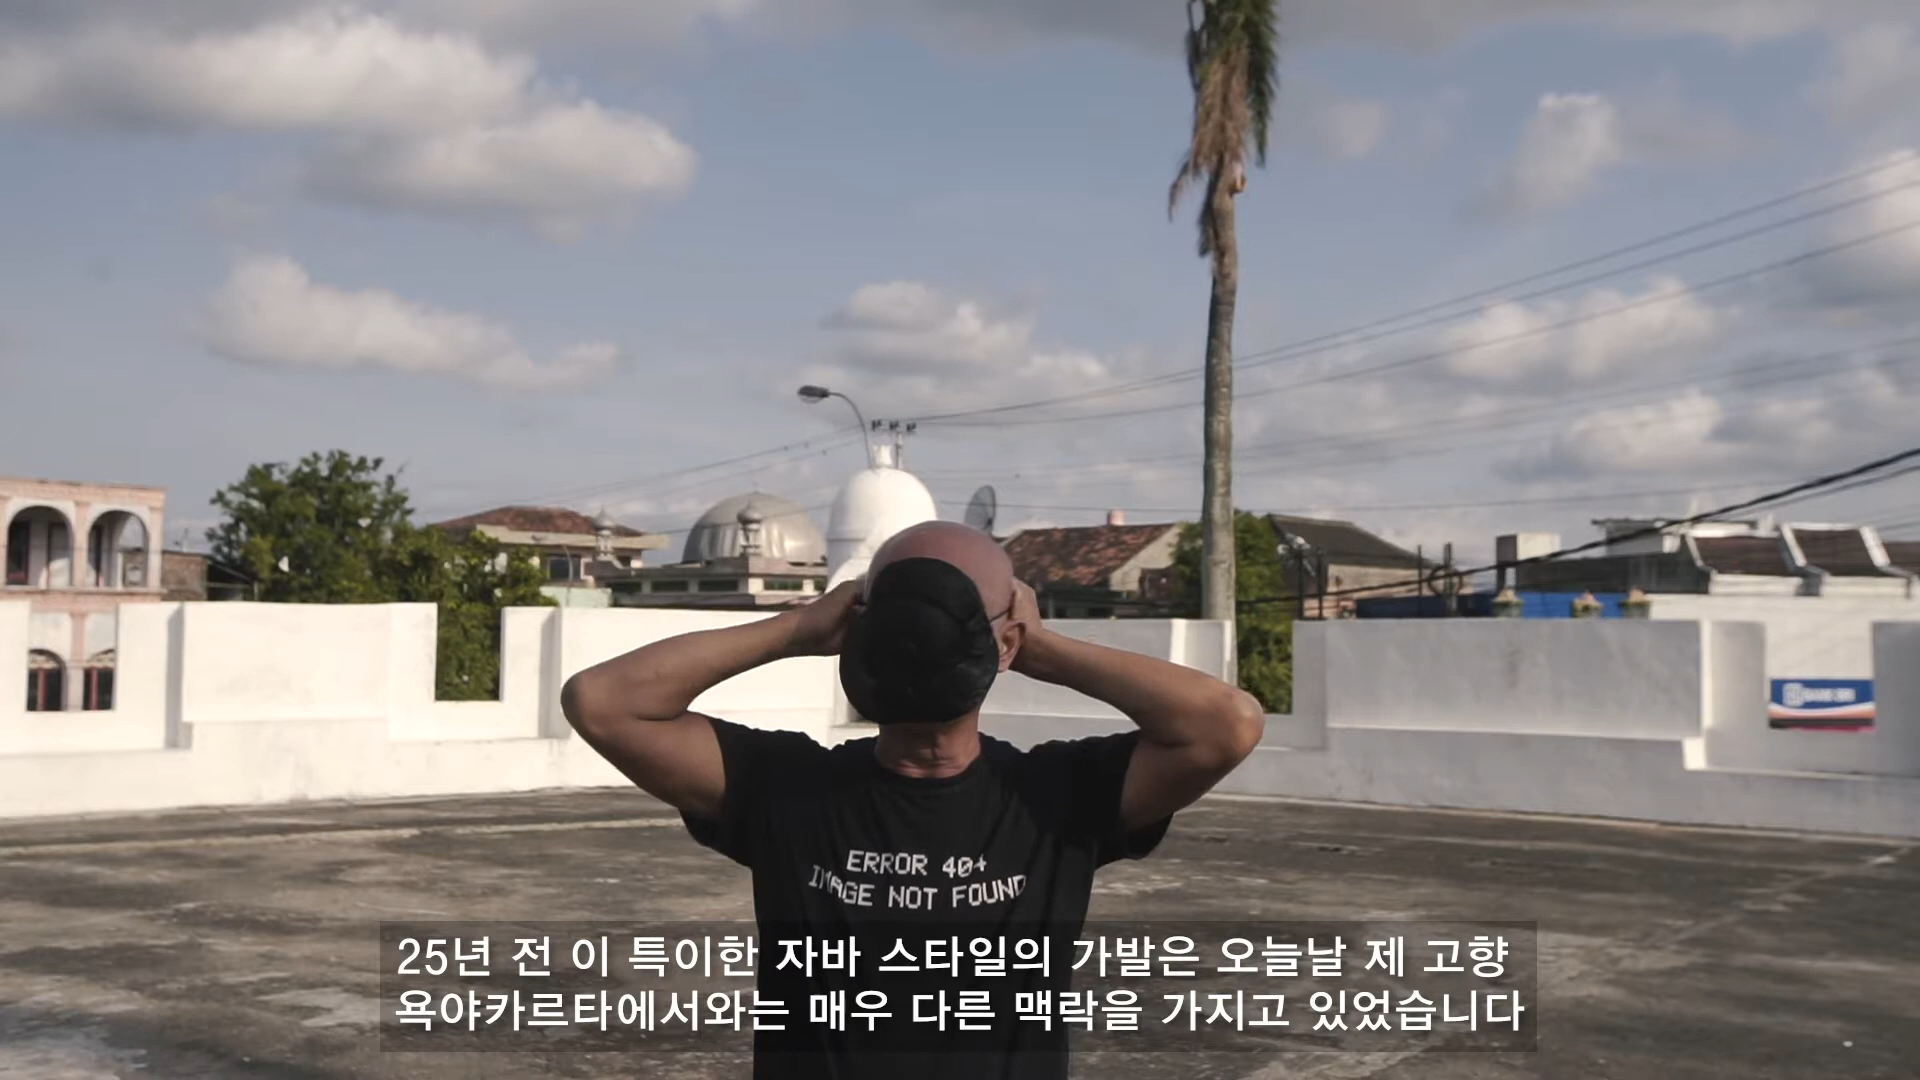 ERROR 404
IMAGE NOT FOUND
25년 전 이 특이한 자바 스타일의 가발은 오늘날 제 고향
욕야카르타에서와는 매우 다른 맥락을 가지고 있었습니다